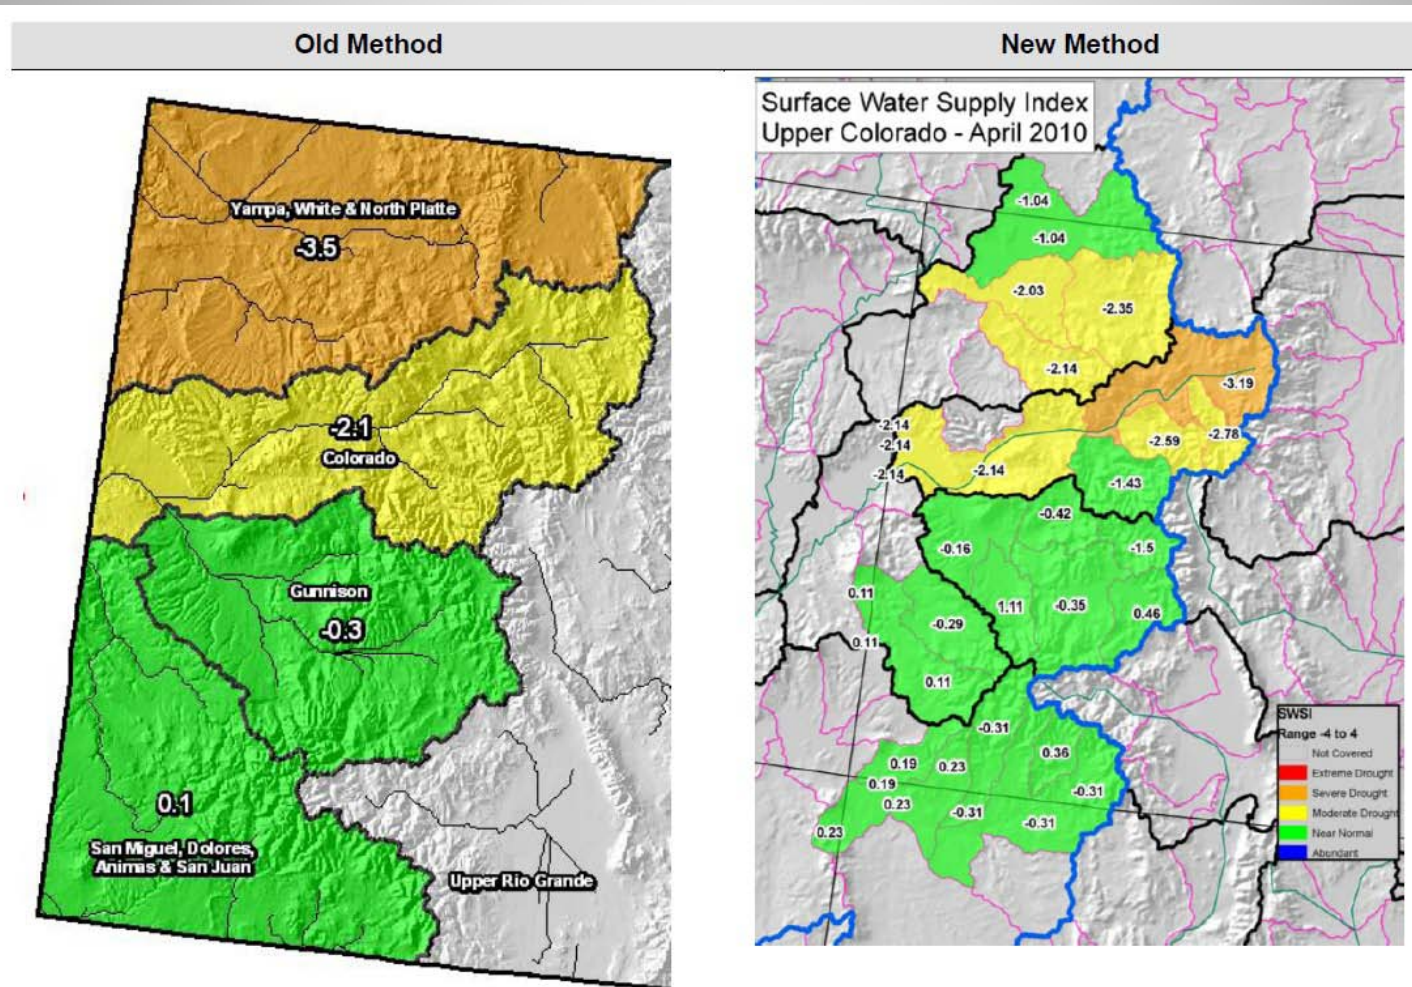 Old Method
New Method
Yampa, White & North Platte
-3.5
-2.1
Colorado
Gunnison
-0.3
0.1
San Miguel, Dolores,
Animas & San Juan
Upper Rio Grande
Surface Water Supply Index
Upper Colorado - April 2010
-1.04
-1.04
-2.03
-2.35
-2.14
-3.19
-2.14
-2.14
-2.59
-2.78
-2.14
-2.14
-1.43
-0.42
-0.16
-1.5
0.11
1.11
-0.35
0.46
-0.29
0.11
0.11
-0.31
0.36
0.19
0.23
0.19
-0.31
0.23
-0.31
-0.31
0.23
SWSI
Range -4 to 4
Not Covered
Extreme Drought
Severe Drought
Moderate Drought
Near Normal
Abundant